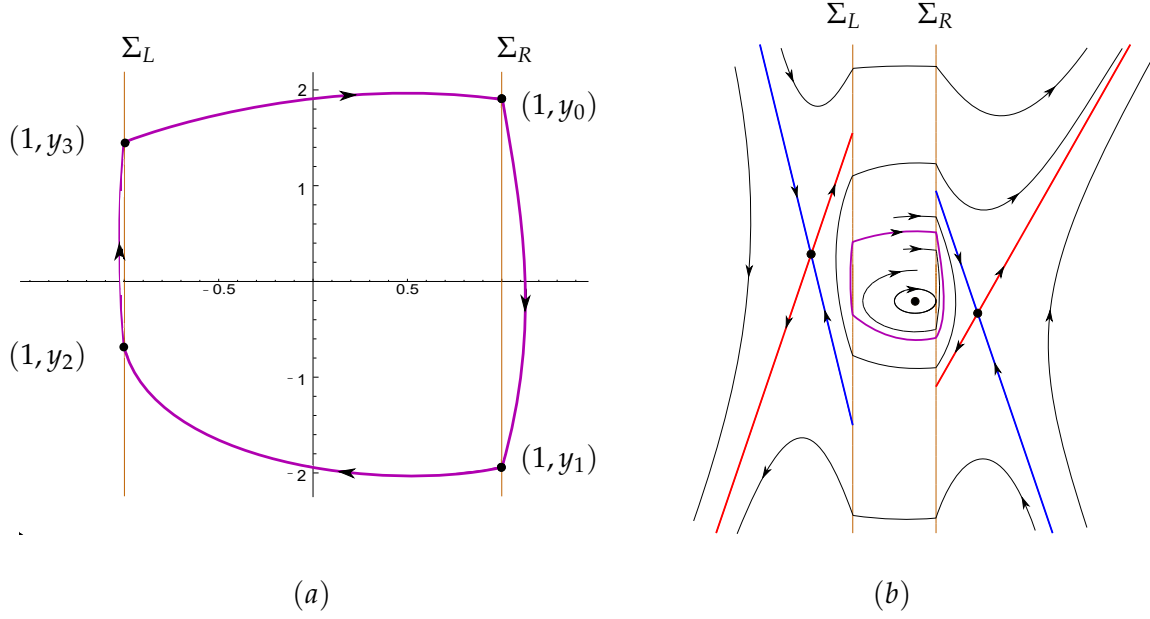 Σ_L Σ_R
2
(1, y_0)
(1, y_3)
1
-0.5 0.5
(1, y_2)
-1
(1, y_1)
-2
(a)
Σ_L Σ_R
(b)